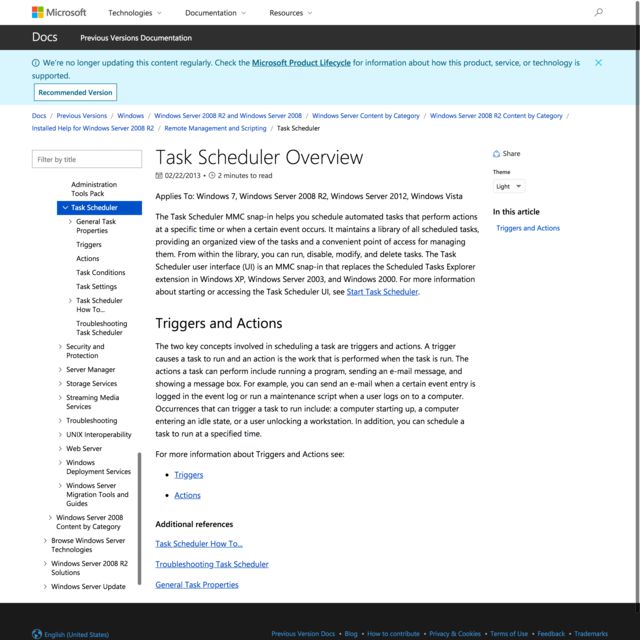 Microsoft
Technologies
Documentation
Resources
Docs
Previous Versions Documentation
We're no longer updating this content regularly. Check the Microsoft Product Lifecycle for information about how this product, service, or technology is
supported.
Recommended Version
Docs / Previous Versions / Windows / Windows Server 2008 R2 and Windows Server 2008 / Windows Server Content by Category / Windows Server 2008 R2 Content by Category /
Installed Help for Windows Server 2008 R2 / Remote Management and Scripting / Task Scheduler
Filter by title
Administration
Tools Pack
Task Scheduler
General Task
Properties
Triggers
Actions
Task Conditions
Task Settings
Task Scheduler
How To...
Troubleshooting
Task Scheduler
Security and
Protection
Server Manager
Storage Services
Streaming Media
Services
Troubleshooting
UNIX Interoperability
Web Server
Windows
Deployment Services
Windows Server
Migration Tools and
Guides
Windows Server 2008
Content by Category
Browse Windows Server
Technologies
Windows Server 2008 R2
Solutions
Windows Server Update
Task Scheduler Overview
02/22/2013 • 2 minutes to read
Applies To: Windows 7, Windows Server 2008 R2, Windows Server 2012, Windows Vista
The Task Scheduler MMC snap-in helps you schedule automated tasks that perform actions
at a specific time or when a certain event occurs. It maintains a library of all scheduled tasks,
providing an organized view of the tasks and a convenient point of access for managing
them. From within the library, you can run, disable, modify, and delete tasks. The Task
Scheduler user interface (UI) is an MMC snap-in that replaces the Scheduled Tasks Explorer
extension in Windows XP, Windows Server 2003, and Windows 2000. For more information
about starting or accessing the Task Scheduler UI, see Start Task Scheduler.
Triggers and Actions
The two key concepts involved in scheduling a task are triggers and actions. A trigger
causes a task to run and an action is the work that is performed when the task is run. The
actions a task can perform include running a program, sending an e-mail message, and
showing a message box. For example, you can send an e-mail when a certain event entry is
logged in the event log or run a maintenance script when a user logs on to a computer.
Occurrences that can trigger a task to run include: a computer starting up, a computer
entering an idle state, or a user unlocking a workstation. In addition, you can schedule a
task to run at a specified time.
For more information about Triggers and Actions see:
• Triggers
• Actions
Additional references
Task Scheduler How To...
Troubleshooting Task Scheduler
General Task Properties
Share
Theme
Light
In this article
Triggers and Actions
English (United States)
Previous Version Docs • Blog • How to contribute • Privacy & Cookies • Terms of Use • Feedback • Trademarks